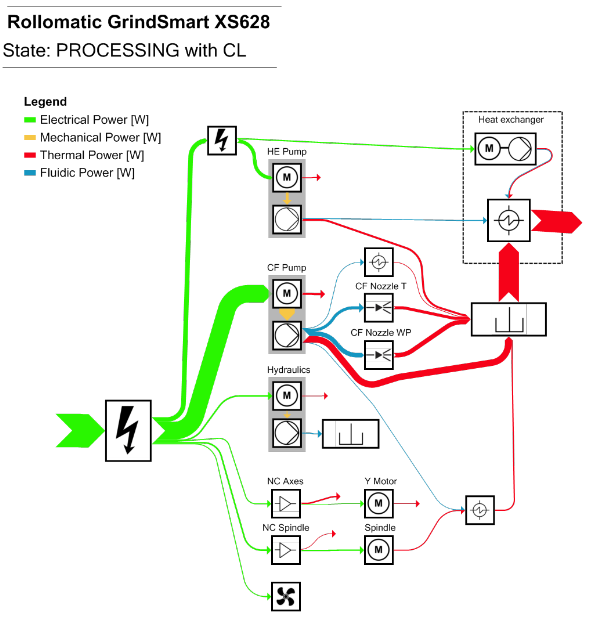 Rollomatic GrindSmart XS628
State: PROCESSING with CL
Legend
Electrical Power [W]
Mechanical Power [W]
Thermal Power [W]
Fluidic Power [W]
Heat exchanger
M
HE Pump
M
CF Pump
M
CF Nozzle T
CF Nozzle WP
Hydraulics
M
NC Axes
Y Motor
M
NC Spindle
Spindle
M